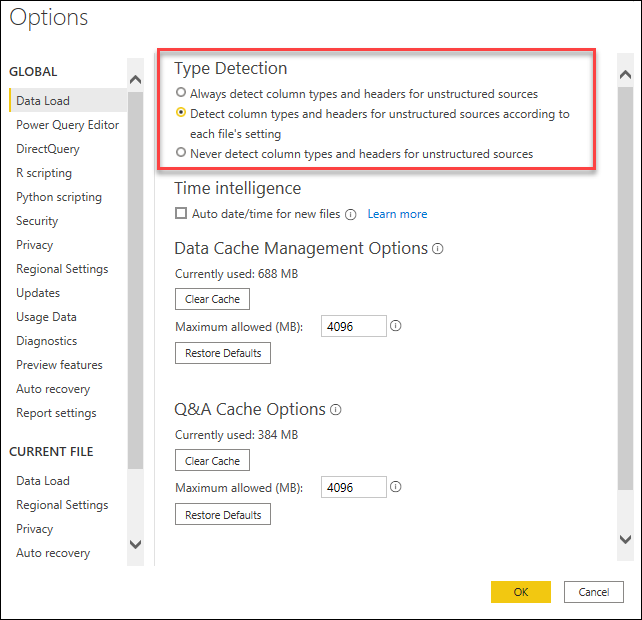 Options
GLOBAL
Data Load
Power Query Editor
DirectQuery
R scripting
Python scripting
Security
Privacy
Regional Settings
Updates
Usage Data
Diagnostics
Preview features
Auto recovery
Report settings
CURRENT FILE
Data Load
Regional Settings
Privacy
Auto recovery
Type Detection
Always detect column types and headers for unstructured sources
Detect column types and headers for unstructured sources according to
each file's setting
Never detect column types and headers for unstructured sources
Time intelligence
Auto date/time for new files Learn more
Data Cache Management Options
Currently used: 688 MB
Clear Cache
Maximum allowed (MB): 4096
Restore Defaults
Q&A Cache Options
Currently used: 384 MB
Clear Cache
Maximum allowed (MB): 4096
Restore Defaults
OK Cancel